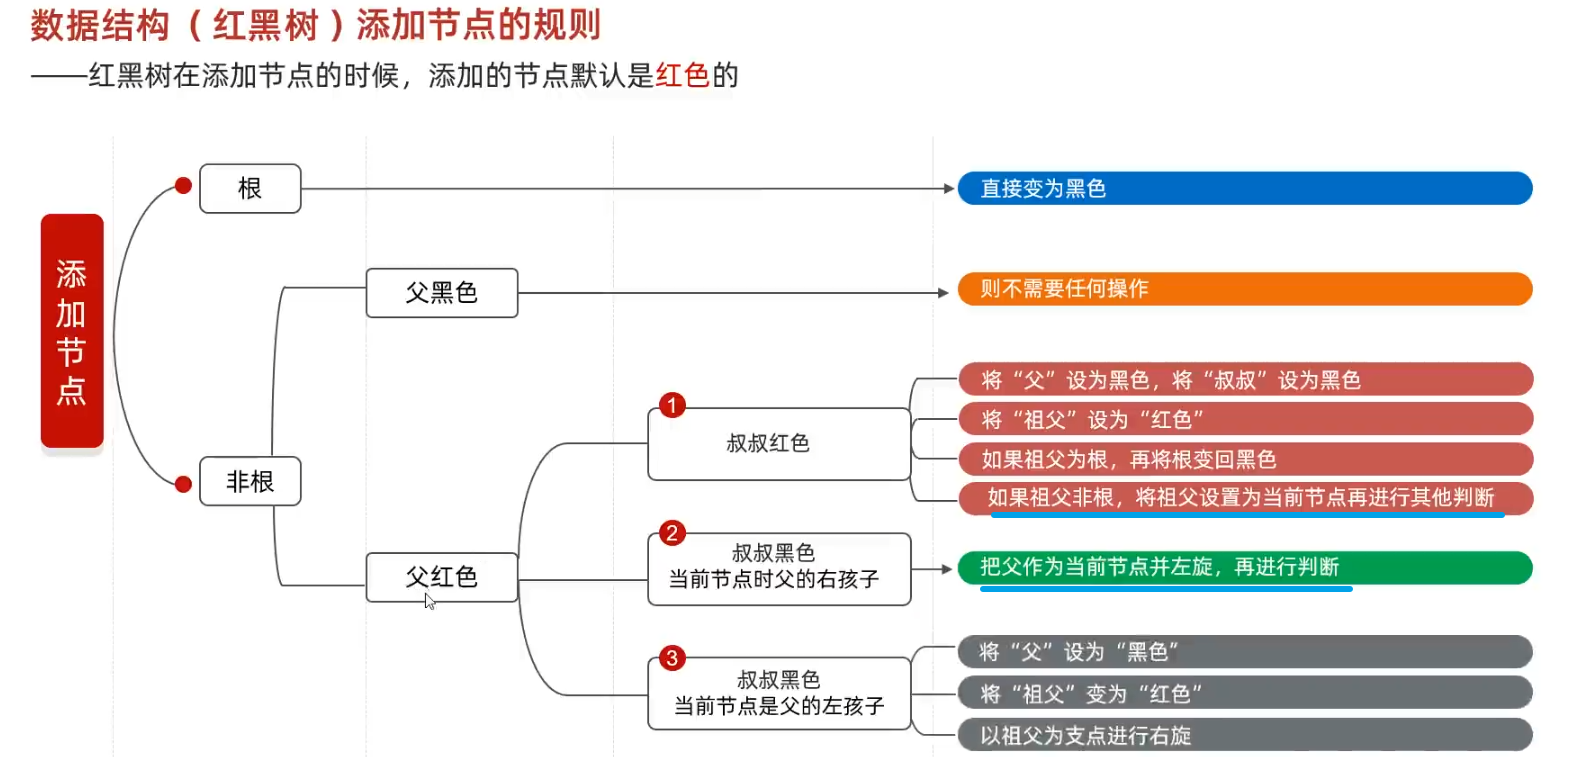 数据结构（红黑树）添加节点的规则
——红黑树在添加节点的时候，添加的节点默认是红色的
添加节点
根
直接变为黑色
非根
父黑色
则不需要任何操作
父红色
1
叔叔红色
将“父”设为黑色，将“叔叔”设为黑色
将“祖父”设为“红色”
如果祖父为根，再将根变回黑色
如果祖父非根，将祖父设置为当前节点再进行其他判断
2
叔叔黑色
当前节点时父的右孩子
把父作为当前节点并左旋，再进行判断
3
叔叔黑色
当前节点是父的左孩子
将“父”设为“黑色”
将“祖父”变为“红色”
以祖父为支点进行右旋